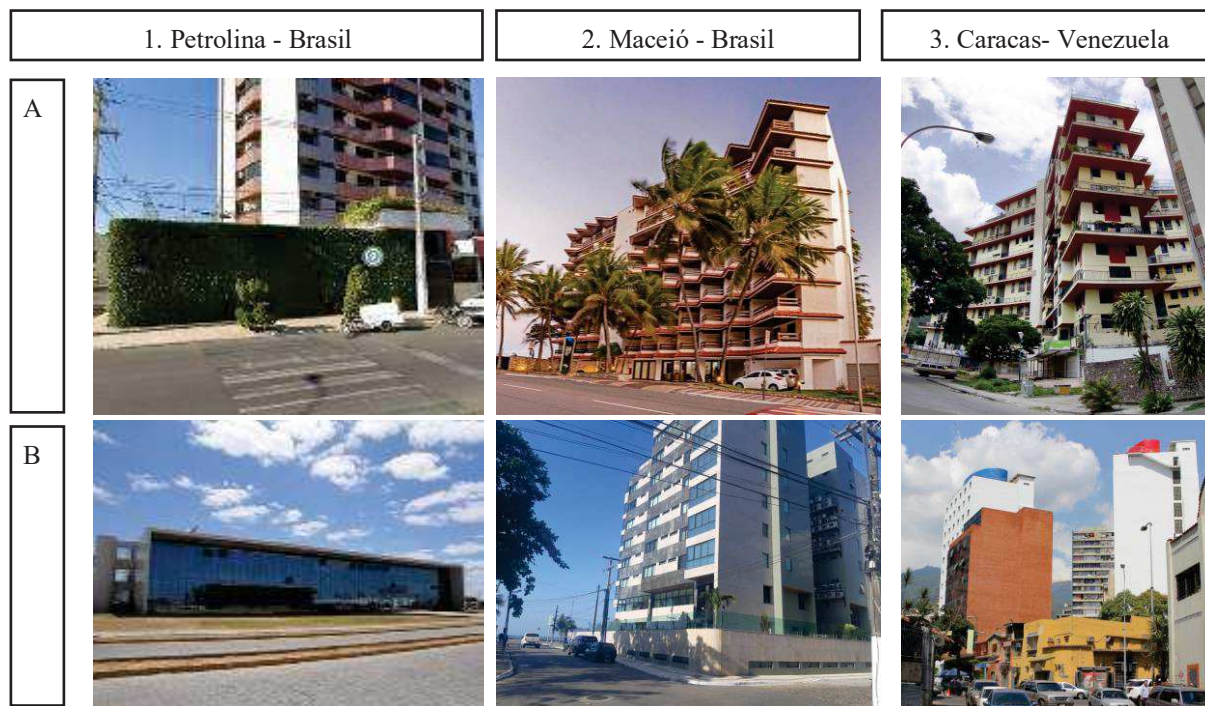 1. Petrolina - Brasil
2. Maceió - Brasil
3. Caracas- Venezuela
A
B